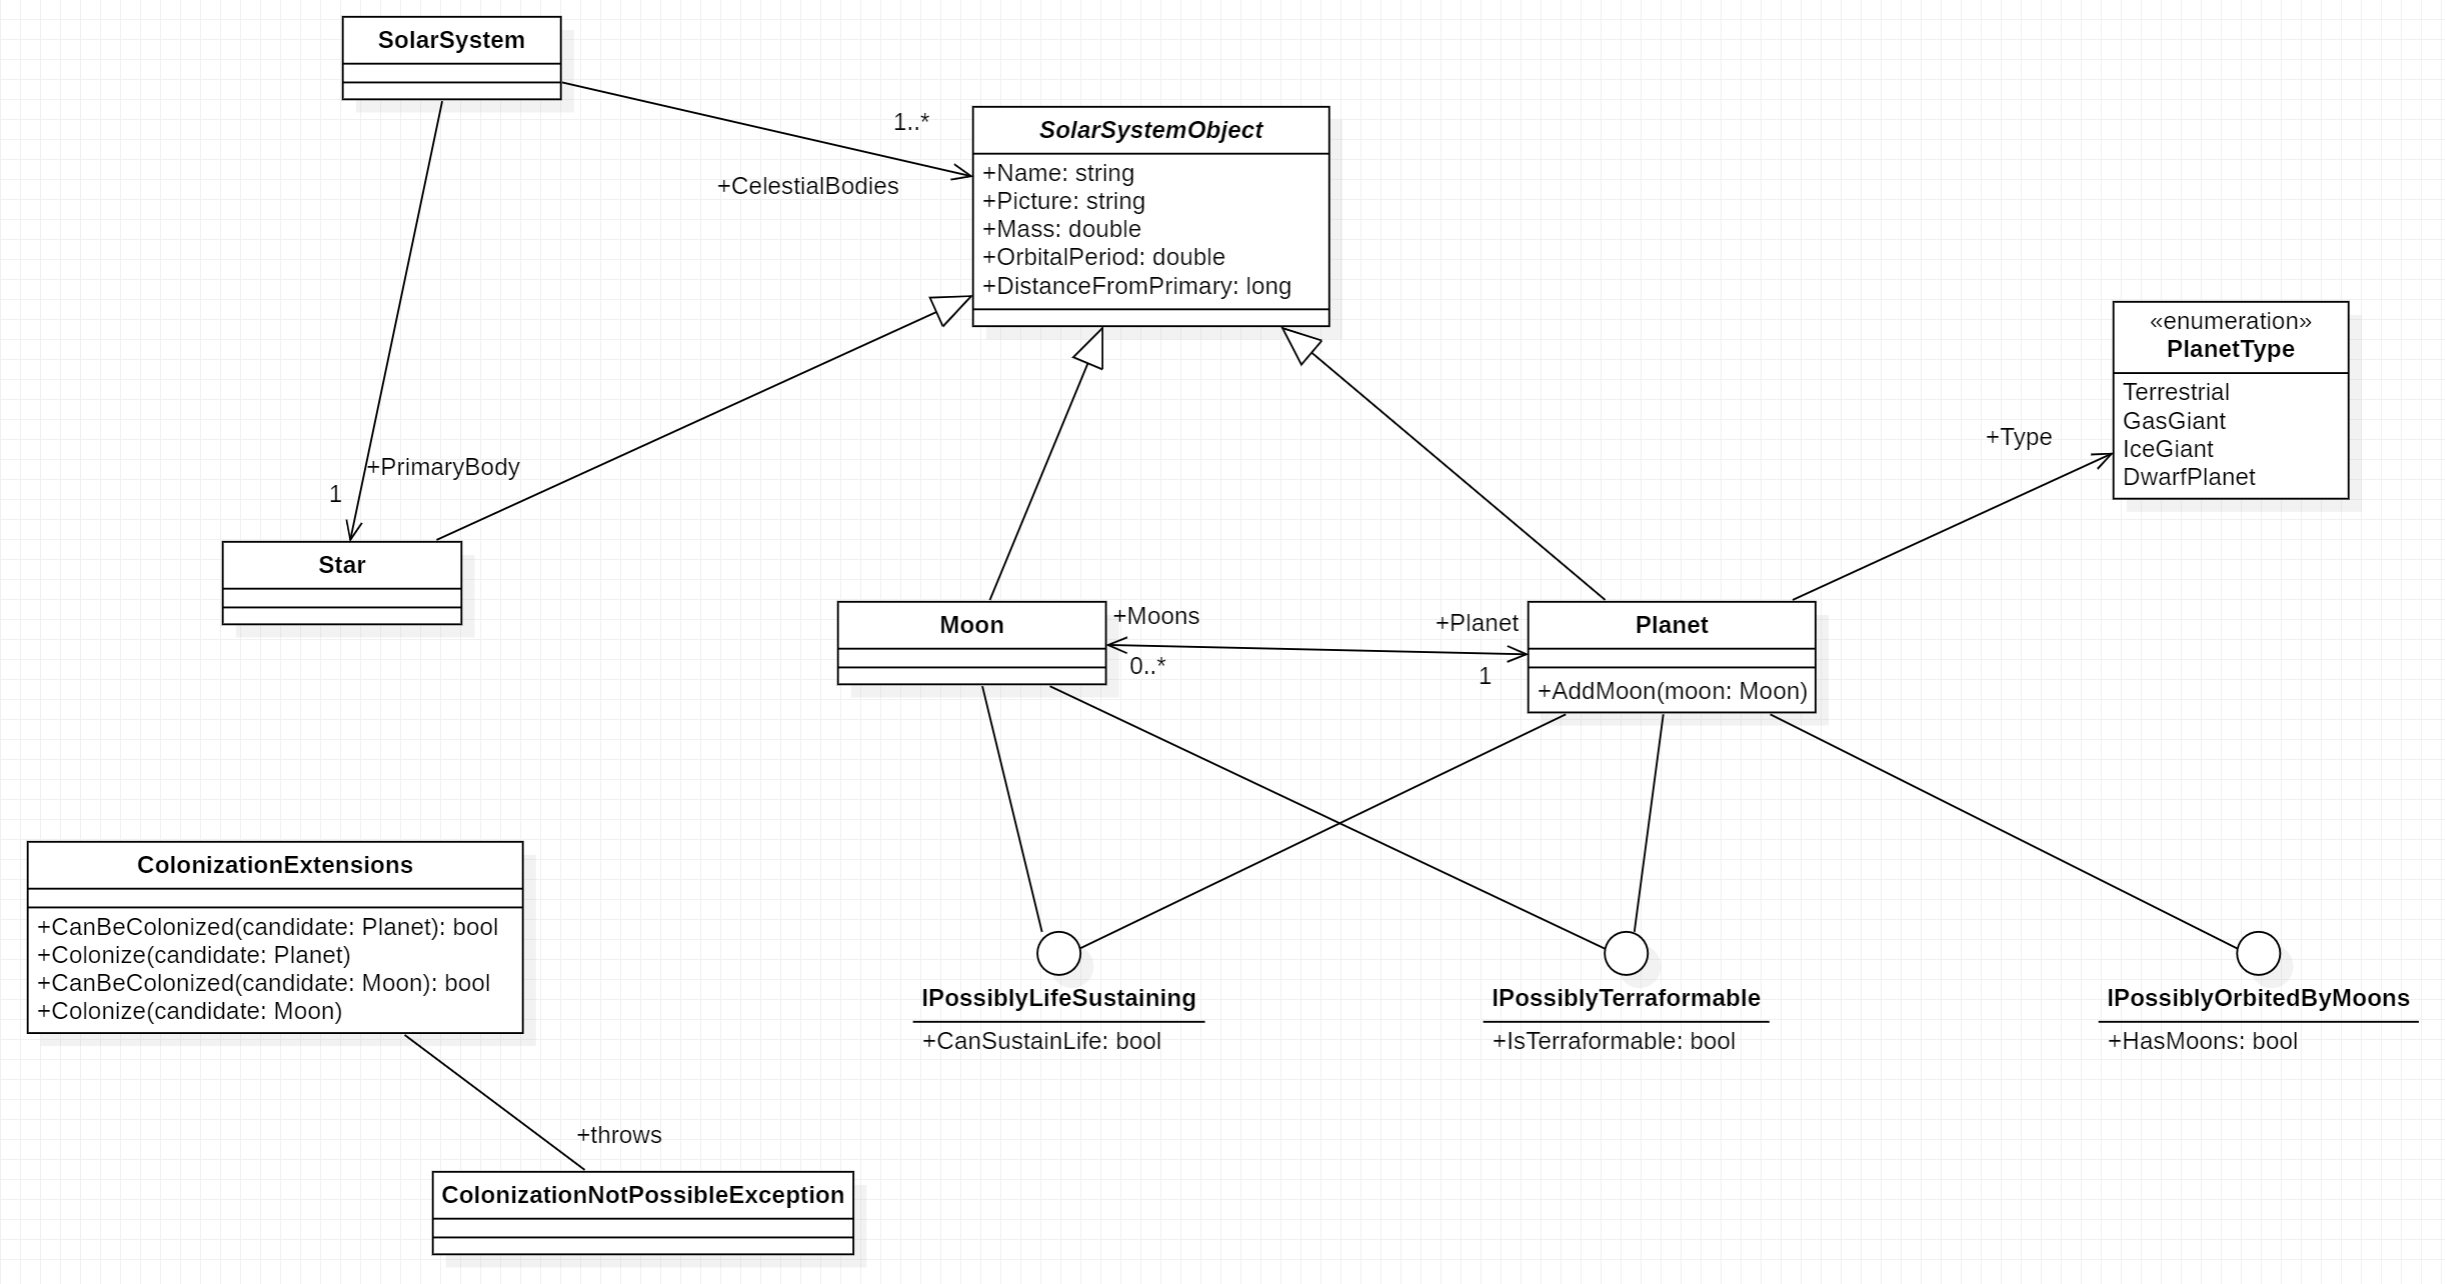 SolarSystem
1..*
+CelestialBodies
SolarSystemObject
+Name: string
+Picture: string
+Mass: double
+OrbitalPeriod: double
+DistanceFromPrimary: long
«enumeration»
PlanetType
Terrestrial
GasGiant
IceGiant
DwarfPlanet
+Type
+PrimaryBody
1
Star
Moon
+Moons
0..*
+Planet
1
Planet
+AddMoon(moon: Moon)
ColonizationExtensions
+CanBeColonized(candidate: Planet): bool
+Colonize(candidate: Planet)
+CanBeColonized(candidate: Moon): bool
+Colonize(candidate: Moon)
IPossiblyLifeSustaining
+CanSustainLife: bool
IPossiblyTerraformable
+IsTerraformable: bool
IPossiblyOrbitedByMoons
+HasMoons: bool
+throws
ColonizationNotPossibleException